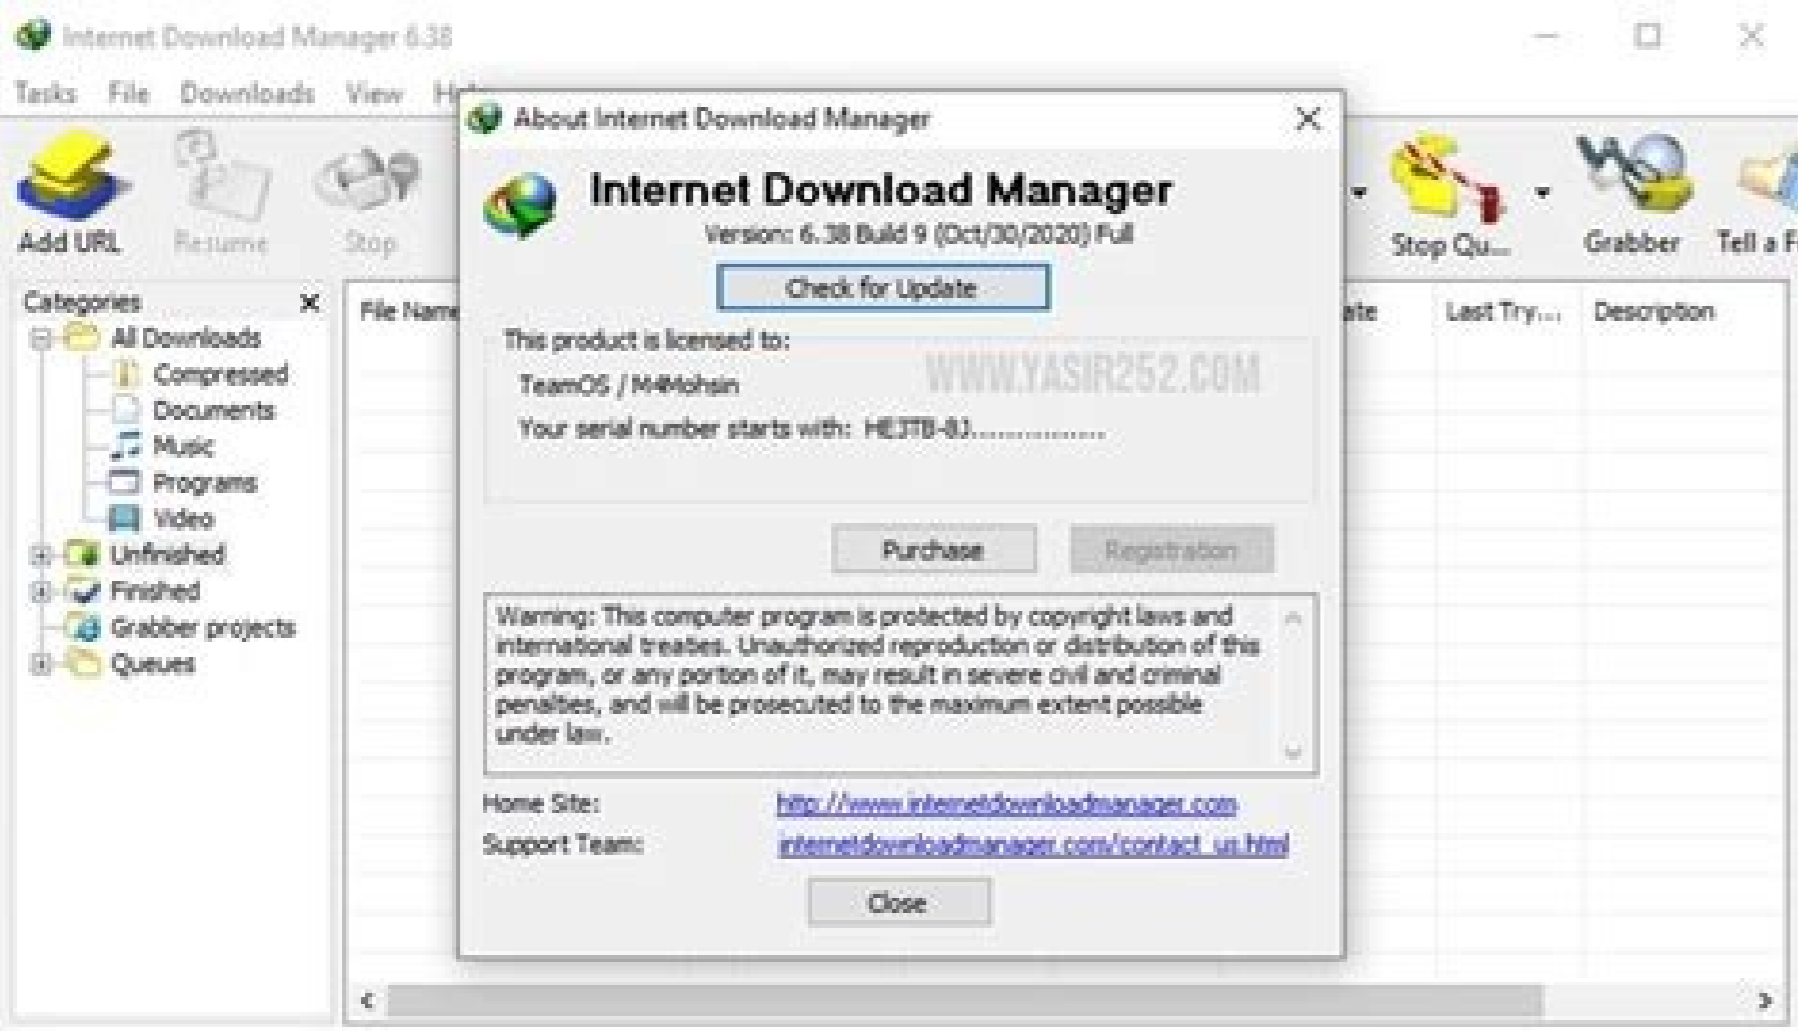 Internet Download Manager 6.38
Tasks File Downloads View
About Internet Download Manager
Internet Download Manager
Version: 6.38 Build 9 (Oct/30/2020) Full
Check for Update
Add URL Resume Stop Stop Qu... Grabber Tell a F
Categories
All Downloads
Compressed
Documents
Music
Programs
Video
Unfinished
Finished
Grabber projects
Queues
File Name Last Try... Description
This product is licensed to:
WWW.YASIR252.COM
TeamOS / M4Mohsin
Your serial number starts with: HEJTB-8J................
Purchase Registration
Warning: This computer program is protected by copyright laws and
international treaties. Unauthorized reproduction or distribution of this
program, or any portion of it, may result in severe civil and criminal
penalties, and will be prosecuted to the maximum extent possible
under law.
Home Site: http://www.internetdownloadmanager.com
Support Team: internetdownloadmanager.com/contact_us.html
Close